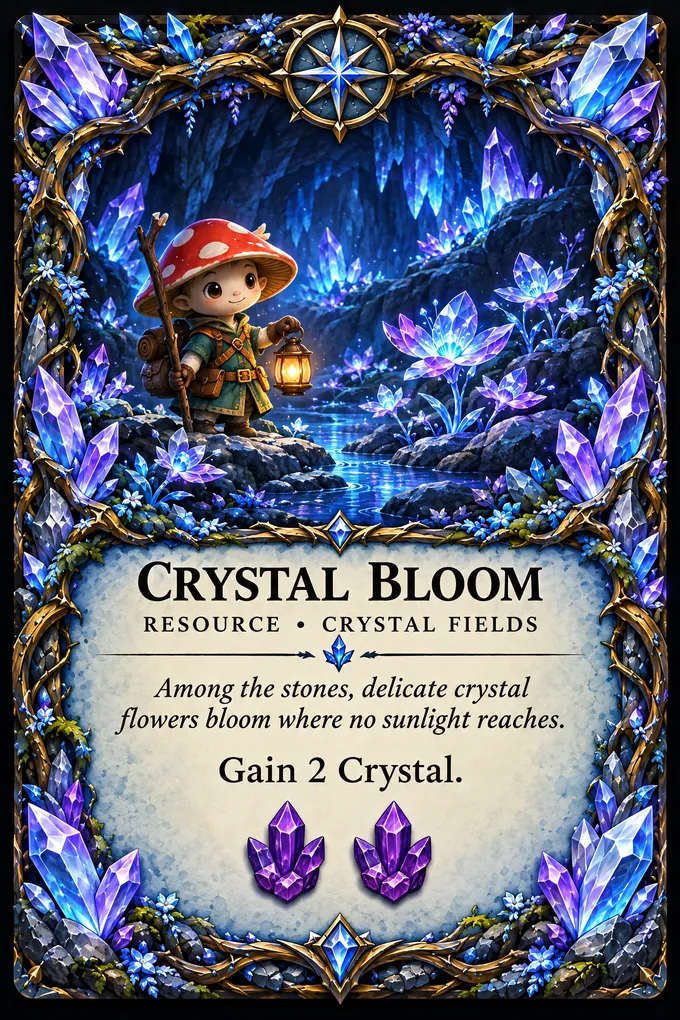 CRYSTAL BLOOM
RESOURCE • CRYSTAL FIELDS
Among the stones, delicate crystal
flowers bloom where no sunlight reaches.
Gain 2 Crystal.